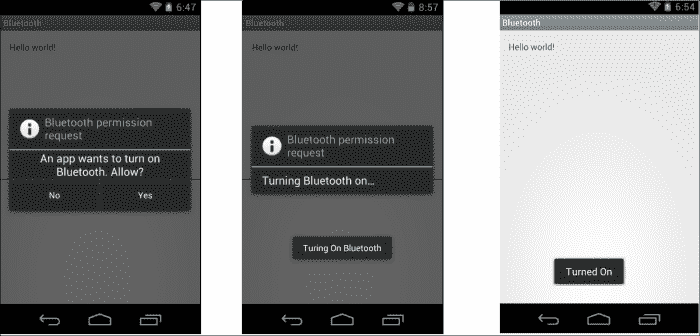 6:47
Bluetooth
Hello world!
Bluetooth permission
request
An app wants to turn on
Bluetooth. Allow?
No Yes
8:57
Bluetooth
Hello world!
Bluetooth permission
request
Turning Bluetooth on...
Turing On Bluetooth
6:54
Bluetooth
Hello world!
Turned On